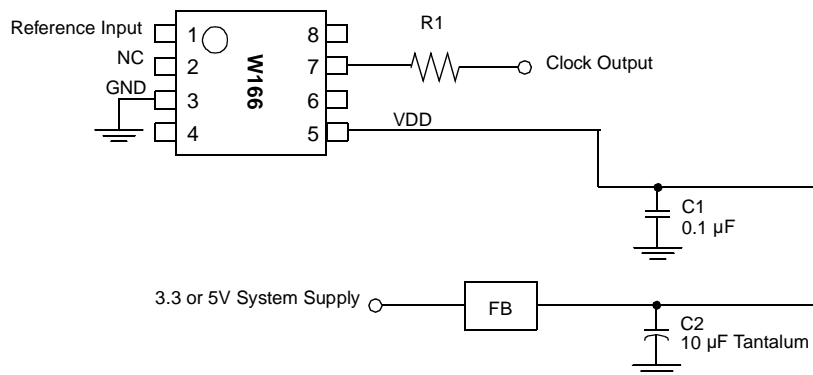 R1
Reference Input
1
8
NC
2
7
Clock Output
W166
GND
3
6
4
5
VDD
C1
0.1 µF
3.3 or 5V System Supply
FB
C2
10 µF Tantalum